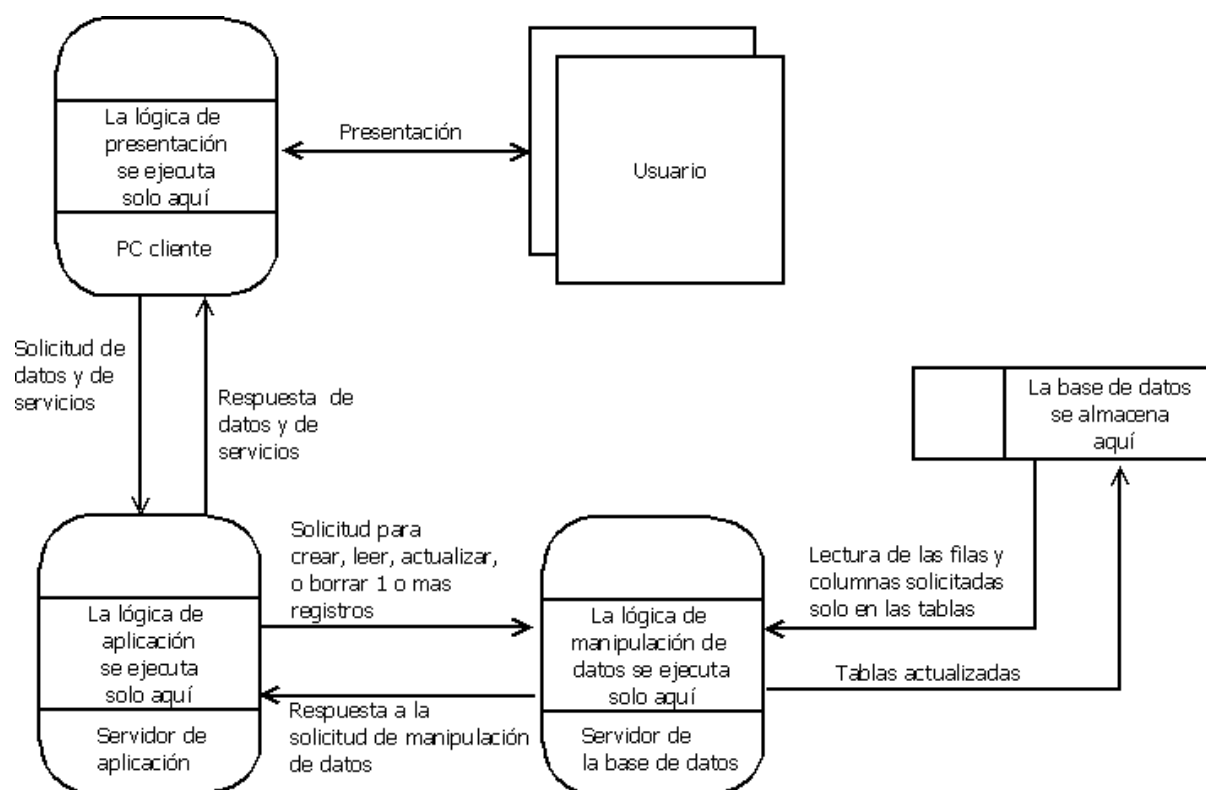 La lógica de
presentación
se ejecuta
solo aquí
PC cliente
Presentación
Usuario
Solicitud de
datos y de
servicios
Respuesta de
datos y de
servicios
La base de datos
se almacena
aquí
Solicitud para
crear, leer, actualizar,
o borrar 1 o mas
registros
Lectura de las filas y
columnas solicitadas
solo en las tablas
La lógica de
aplicación
se ejecuta
solo aquí
Servidor de
aplicación
La lógica de
manipulación de
datos se ejecuta
solo aquí
Servidor de
la base de datos
Tablas actualizadas
Respuesta a la
solicitud de manipulación
de datos